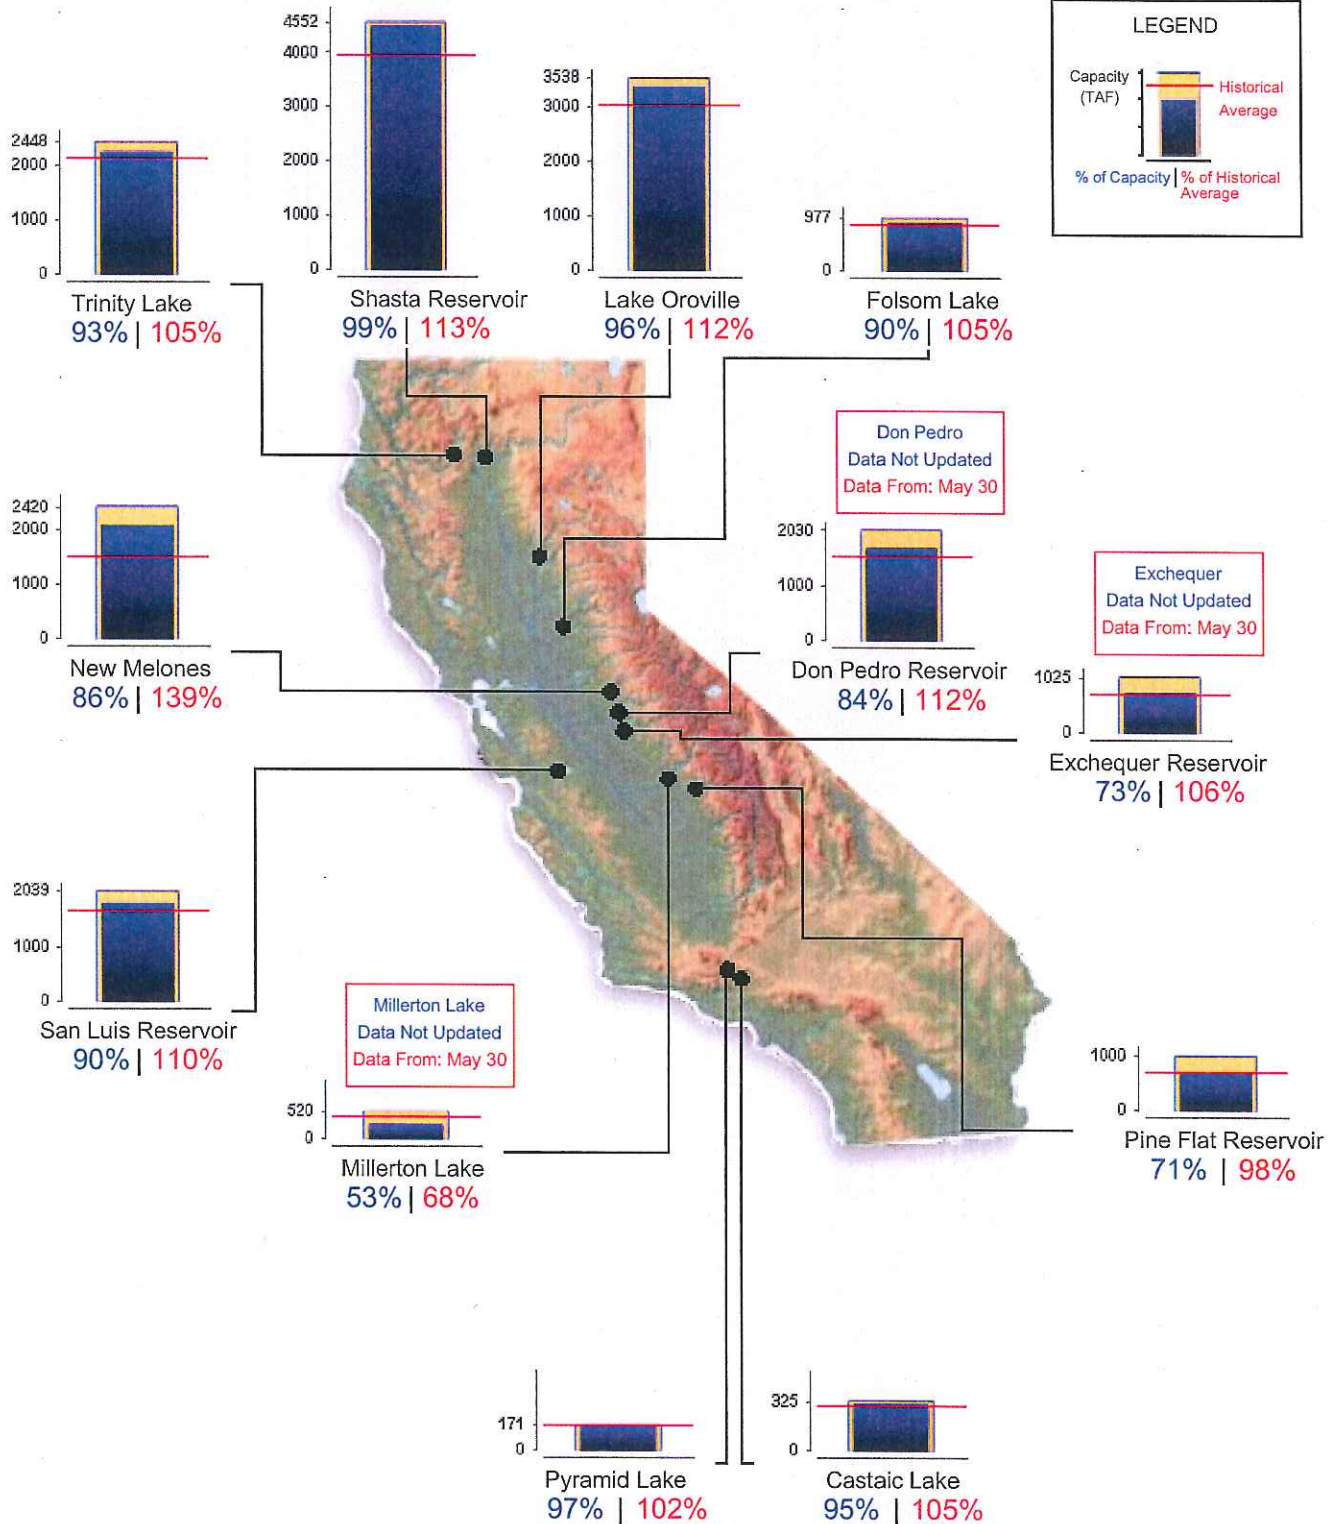 LEGEND
Capacity
(TAF)
Historical
Average
% of Capacity | % of Historical
Average
4552
4000
3000
2000
1000
0
Shasta Reservoir
99% | 113%
3538
3000
2000
1000
0
Lake Oroville
96% | 112%
977
0
Folsom Lake
90% | 105%
2448
2000
1000
0
Trinity Lake
93% | 105%
2420
2000
1000
0
New Melones
86% | 139%
Don Pedro
Data Not Updated
Data From: May 30
2030
1000
0
Don Pedro Reservoir
84% | 112%
Exchequer
Data Not Updated
Data From: May 30
1025
0
Exchequer Reservoir
73% | 106%
2039
1000
0
San Luis Reservoir
90% | 110%
Millerton Lake
Data Not Updated
Data From: May 30
520
0
Millerton Lake
53% | 68%
1000
0
Pine Flat Reservoir
71% | 98%
171
0
Pyramid Lake
97% | 102%
325
0
Castaic Lake
95% | 105%